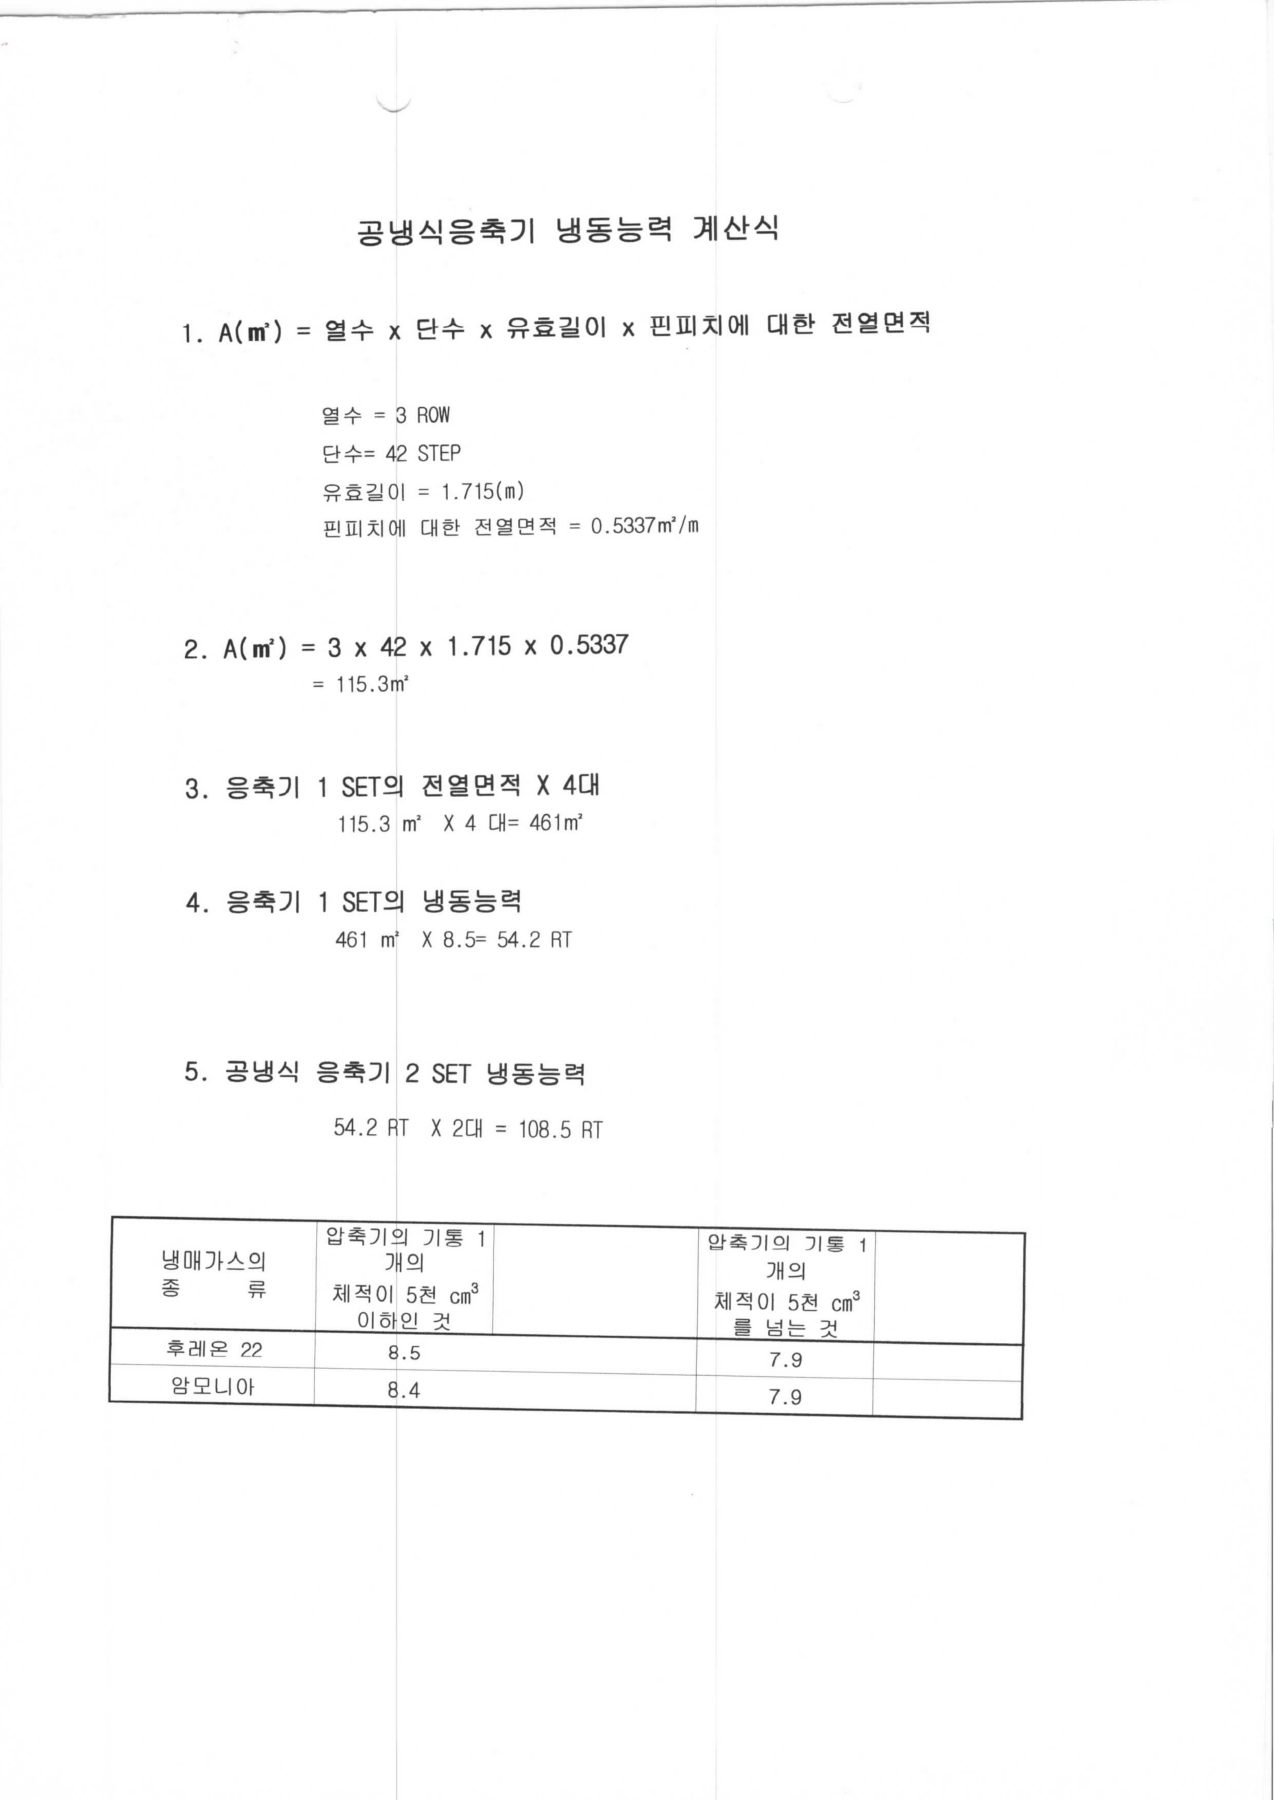 공냉식응축기 냉동능력 계산식
1. A(㎡) = 열수 x 단수 x 유효길이 x 핀피치에 대한 전열면적
열수 = 3 ROW
단수= 42 STEP
유효길이 = 1.715(m)
핀피치에 대한 전열면적 = 0.5337㎡/m
2. A(㎡) = 3 x 42 x 1.715 x 0.5337
= 115.3㎡
3. 응축기 1 SET의 전열면적 X 4대
115.3 ㎡ X 4 대= 461㎡
4. 응축기 1 SET의 냉동능력
461 ㎡ X 8.5= 54.2 RT
5. 공냉식 응축기 2 SET 냉동능력
54.2 RT X 2대 = 108.5 RT
냉매가스의
종 류
압축기의 기통 1
개의
체적이 5천 cm³
이하인 것
압축기의 기통 1
개의
체적이 5천 cm³
를 넘는 것
후레온 22 8.5 7.9
암모니아 8.4 7.9